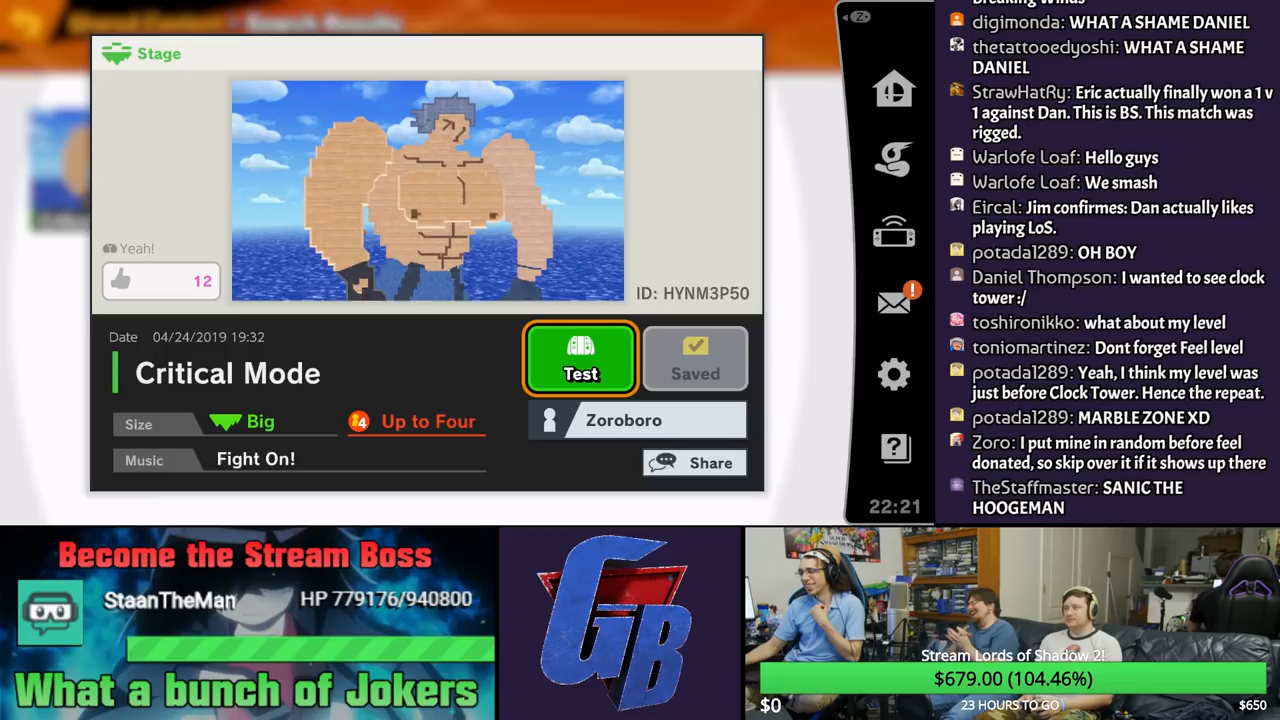 Stage
Yeah!
12
ID: HYNM3P50
Date 04/24/2019 19:32
Critical Mode
Size Big 4 Up to Four
Music Fight On!
Test
Saved
Zoroboro
Share
22:21
Breaking Winds
digimonda: WHAT A SHAME DANIEL
thetattooedyoshi: WHAT A SHAME
DANIEL
StrawHatRy: Eric actually finally won a 1 v
1 against Dan. This is BS. This match was
rigged.
Warlofe Loaf: Hello guys
Warlofe Loaf: We smash
Eircal: Jim confirmes: Dan actually likes
playing LoS.
potada1289: OH BOY
Daniel Thompson: I wanted to see clock
tower :/
toshironikko: what about my level
toniomartinez: Dont forget Feel level
potada1289: Yeah, I think my level was
just before Clock Tower. Hence the repeat.
potada1289: MARBLE ZONE XD
Zoro: I put mine in random before feel
donated, so skip over it if it shows up there
TheStaffmaster: SANIC THE
HOOGEMAN
Become the Stream Boss
StaanTheMan HP 779176/940800
What a bunch of Jokers
GB
Stream Lords of Shadow 2!
$679.00 (104.46%)
$0 23 HOURS TO GO $650